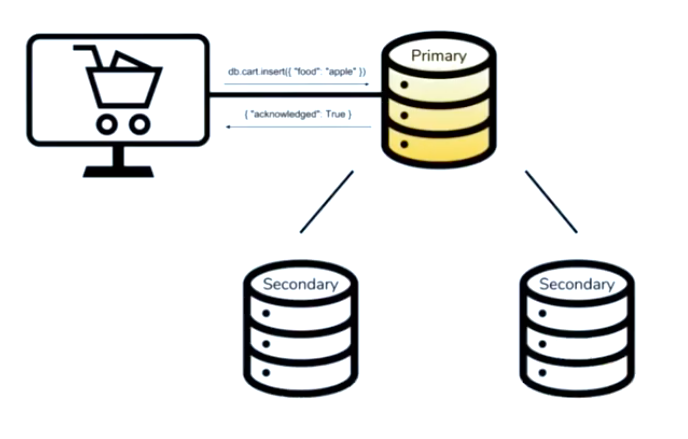 db.cart.insert({ "food": "apple" })
{ "acknowledged": True }
Primary
Secondary
Secondary